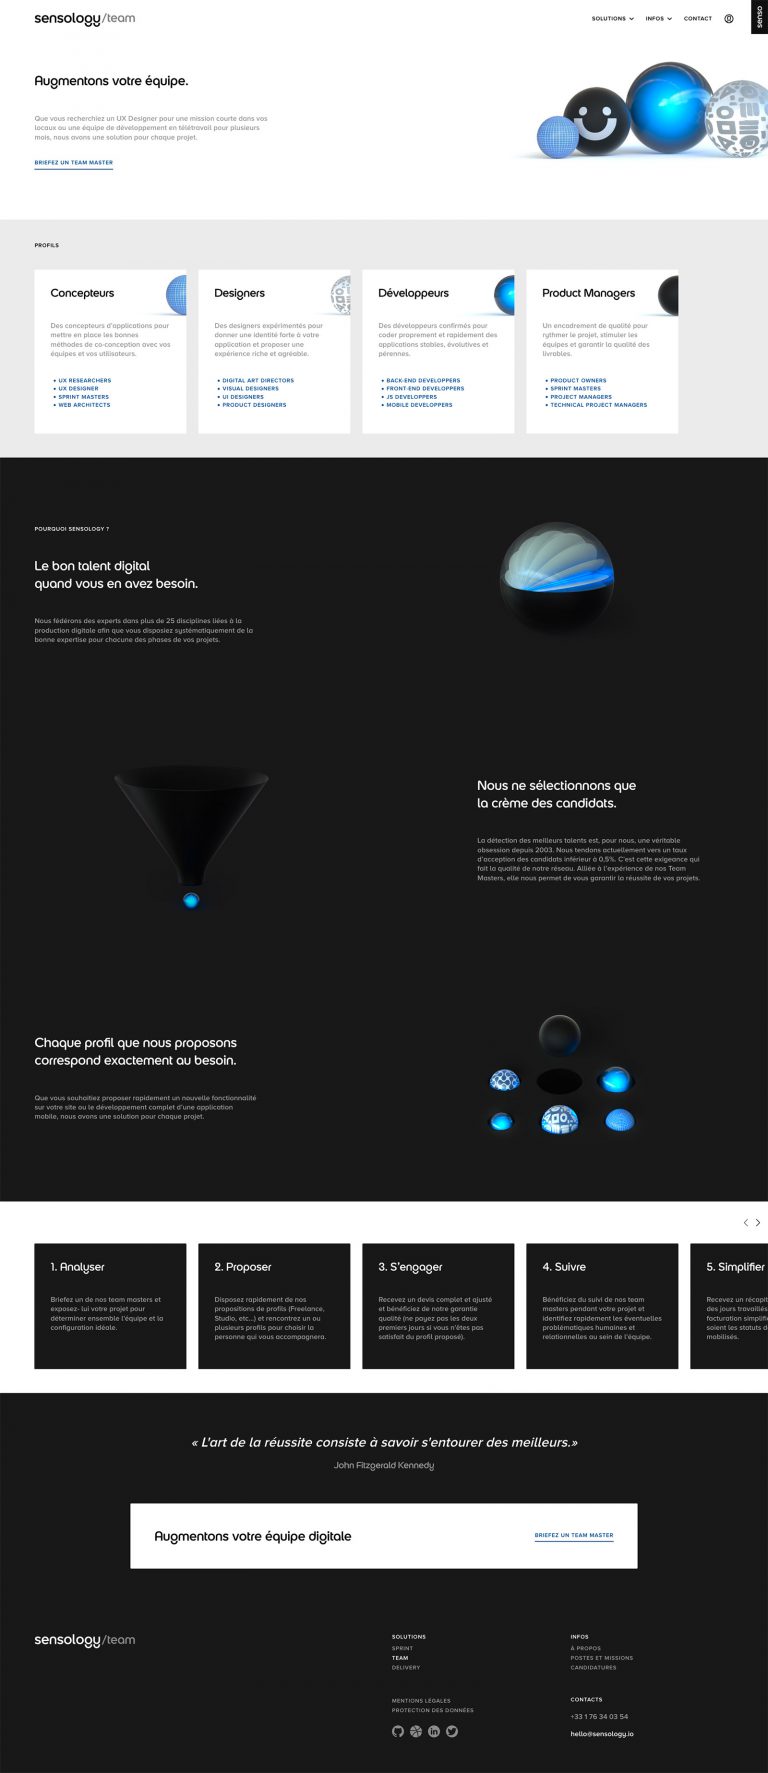 sensology/team
SOLUTIONS
INFOS
CONTACT
senso
Augmentons votre équipe.
Que vous recherchiez un UX Designer pour une mission courte dans vos
locaux ou une équipe de développement en télétravail pour plusieurs
mois, nous avons une solution pour chaque projet.
BRIEFEZ UN TEAM MASTER
PROFILS
Concepteurs
Des concepteurs d'applications pour
mettre en place les bonnes
méthodes de co-conception avec vos
équipes et vos utilisateurs.
• UX RESEARCHERS
• UX DESIGNER
• SPRINT MASTERS
• WEB ARCHITECTS
Designers
Des designers expérimentés pour
donner une identité forte à votre
application et proposer une
expérience riche et agréable.
• DIGITAL ART DIRECTORS
• VISUAL DESIGNERS
• UI DESIGNERS
• PRODUCT DESIGNERS
Développeurs
Des développeurs confirmés pour
coder proprement et rapidement des
applications stables, évolutives et
pérennes.
• BACK-END DEVELOPPERS
• FRONT-END DEVELOPPERS
• JS DEVELOPPERS
• MOBILE DEVELOPPERS
Product Managers
Un encadrement de qualité pour
rythmer le projet, stimuler les
équipes et garantir la qualité des
livrables.
• PRODUCT OWNERS
• SPRINT MASTERS
• PROJECT MANAGERS
• TECHNICAL PROJECT MANAGERS
POURQUOI SENSOLOGY ?
Le bon talent digital
quand vous en avez besoin.
Nous fédérons des experts dans plus de 25 disciplines liées à la
production digitale afin que vous disposiez systématiquement de la
bonne expertise pour chacune des phases de vos projets.
Nous ne sélectionnons que
la crème des candidats.
La détection des meilleurs talents est, pour nous, une véritable
obsession depuis 2003. Nous tendons actuellement vers un taux
d'acception des candidats inférieur à 0,5%. C'est cette exigeance qui
fait la qualité de notre réseau. Alliée à l'expérience de nos Team
Masters, elle nous permet de vous garantir la réussite de vos projets.
Chaque profil que nous proposons
correspond exactement au besoin.
Que vous souhaitiez proposer rapidement un nouvelle fonctionnalité
sur votre site ou le développement complet d'une application
mobile, nous avons une solution pour chaque projet.
1. Analyser
Briefez un de nos team masters et
exposez- lui votre projet pour
déterminer ensemble l'équipe et la
configuration idéale.
2. Proposer
Disposez rapidement de nos
propositions de profils (Freelance,
Studio, etc...) et rencontrez un ou
plusieurs profils pour choisir la
personne qui vous accompagnera.
3. S'engager
Recevez un devis complet et ajusté
et bénéficiez de notre garantie
qualité (ne payez pas les deux
premiers jours si vous n'êtes pas
satisfait du profil proposé).
4. Suivre
Bénéficiez du suivi de nos team
masters pendant votre projet et
identifiez rapidement les éventuelles
problématiques humaines et
relationnelles au sein de l'équipe.
5. Simplifier
Recevez un récapit
des jours travaillés
facturation simplifi
soient les statuts d
mobilisés.
« L'art de la réussite consiste à savoir s'entourer des meilleurs.»
John Fitzgerald Kennedy
Augmentons votre équipe digitale
BRIEFEZ UN TEAM MASTER
sensology/team
SOLUTIONS
SPRINT
TEAM
DELIVERY
MENTIONS LÉGALES
PROTECTION DES DONNÉES
INFOS
À PROPOS
POSTES ET MISSIONS
CANDIDATURES
CONTACTS
+33 1 76 34 03 54
hello@sensology.io